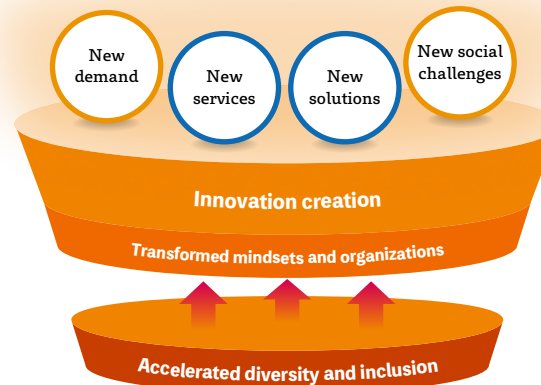 New
demand
New
services
New
solutions
New social
challenges
Innovation creation
Transformed mindsets and organizations
Accelerated diversity and inclusion